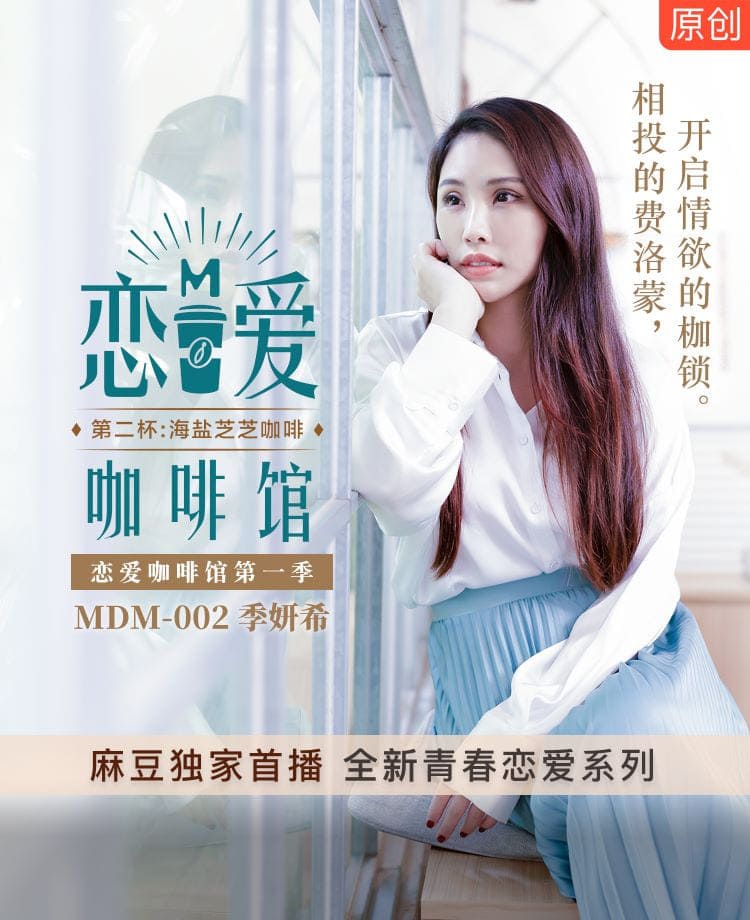 原创
开启情欲的枷锁。
相投的费洛蒙，
恋M爱
第二杯:海盐芝芝咖啡
咖啡馆
恋爱咖啡馆第一季
MDM-002 季妍希
麻豆独家首播 全新青春恋爱系列